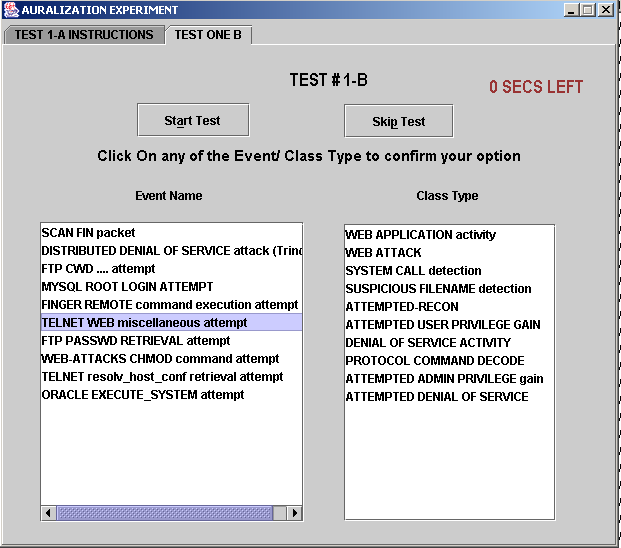 AURALIZATION EXPERIMENT
TEST 1-A INSTRUCTIONS TEST ONE B
TEST # 1-B
0 SECS LEFT
Start Test Skip Test
Click On any of the Event/ Class Type to confirm your option
Event Name Class Type
SCAN FIN packet
DISTRIBUTED DENIAL OF SERVICE attack (Trin
FTP CWD .... attempt
MYSQL ROOT LOGIN ATTEMPT
FINGER REMOTE command execution attempt
TELNET WEB miscellaneous attempt
FTP PASSWD RETRIEVAL attempt
WEB-ATTACKS CHMOD command attempt
TELNET resolv_host_conf retrieval attempt
ORACLE EXECUTE_SYSTEM attempt
WEB APPLICATION activity
WEB ATTACK
SYSTEM CALL detection
SUSPICIOUS FILENAME detection
ATTEMPTED-RECON
ATTEMPTED USER PRIVILEGE GAIN
DENIAL OF SERVICE ACTIVITY
PROTOCOL COMMAND DECODE
ATTEMPTED ADMIN PRIVILEGE gain
ATTEMPTED DENIAL OF SERVICE